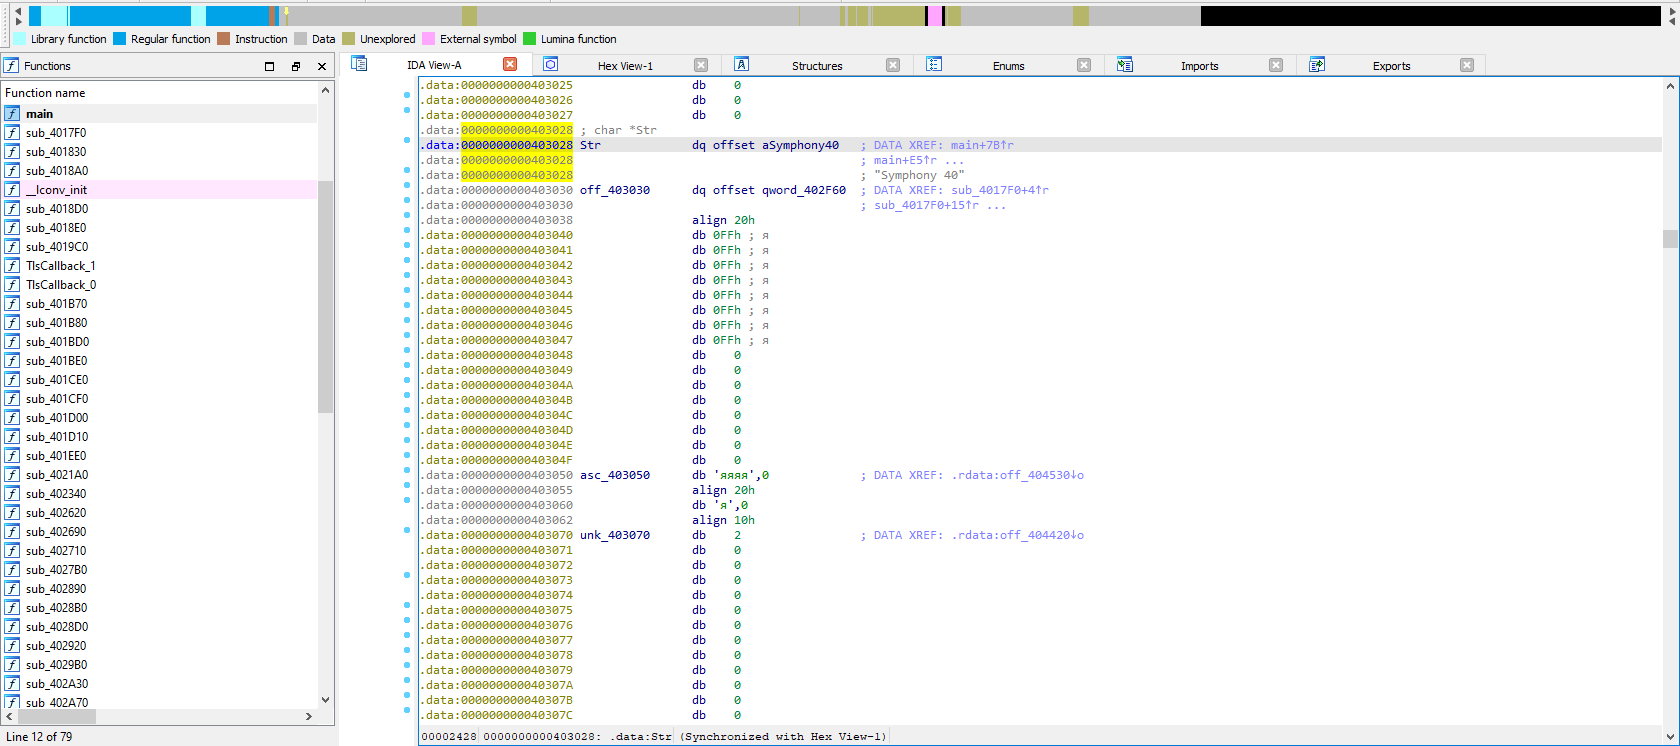 Library function Regular function Instruction Data Unexplored External symbol Lumina function
Functions
IDA View-A Hex View-1 Structures Enums Imports Exports
Function name
main
sub_4017F0
sub_401830
sub_4018A0
__lconv_init
sub_4018D0
sub_4018E0
sub_4019C0
TlsCallback_1
TlsCallback_0
sub_401B70
sub_401B80
sub_401BD0
sub_401BE0
sub_401CE0
sub_401CF0
sub_401D00
sub_401D10
sub_401EE0
sub_4021A0
sub_402340
sub_402620
sub_402690
sub_402710
sub_4027B0
sub_402890
sub_4028B0
sub_4028D0
sub_402920
sub_4029B0
sub_402A30
sub_402A70
Line 12 of 79
.data:0000000000403025 db 0
.data:0000000000403026 db 0
.data:0000000000403027 db 0
.data:0000000000403028 ; char *Str
.data:0000000000403028 Str dq offset aSymphony40 ; DATA XREF: main+7B↑r
.data:0000000000403028 ; main+E5↑r ...
.data:0000000000403028 ; "Symphony 40"
.data:0000000000403030 off_403030 dq offset qword_402F60 ; DATA XREF: sub_4017F0+4↑r
.data:0000000000403030 ; sub_4017F0+15↑r ...
.data:0000000000403038 align 20h
.data:0000000000403040 db 0FFh ; я
.data:0000000000403041 db 0FFh ; я
.data:0000000000403042 db 0FFh ; я
.data:0000000000403043 db 0FFh ; я
.data:0000000000403044 db 0FFh ; я
.data:0000000000403045 db 0FFh ; я
.data:0000000000403046 db 0FFh ; я
.data:0000000000403047 db 0FFh ; я
.data:0000000000403048 db 0
.data:0000000000403049 db 0
.data:000000000040304A db 0
.data:000000000040304B db 0
.data:000000000040304C db 0
.data:000000000040304D db 0
.data:000000000040304E db 0
.data:000000000040304F db 0
.data:0000000000403050 asc_403050 db 'яяяя',0 ; DATA XREF: .rdata:off_404530↓o
.data:0000000000403055 align 20h
.data:0000000000403060 db 'я',0
.data:0000000000403062 align 10h
.data:0000000000403070 unk_403070 db 2 ; DATA XREF: .rdata:off_404420↓o
.data:0000000000403071 db 0
.data:0000000000403072 db 0
.data:0000000000403073 db 0
.data:0000000000403074 db 0
.data:0000000000403075 db 0
.data:0000000000403076 db 0
.data:0000000000403077 db 0
.data:0000000000403078 db 0
.data:0000000000403079 db 0
.data:000000000040307A db 0
.data:000000000040307B db 0
.data:000000000040307C db 0
00002428 0000000000403028: .data:Str (Synchronized with Hex View-1)